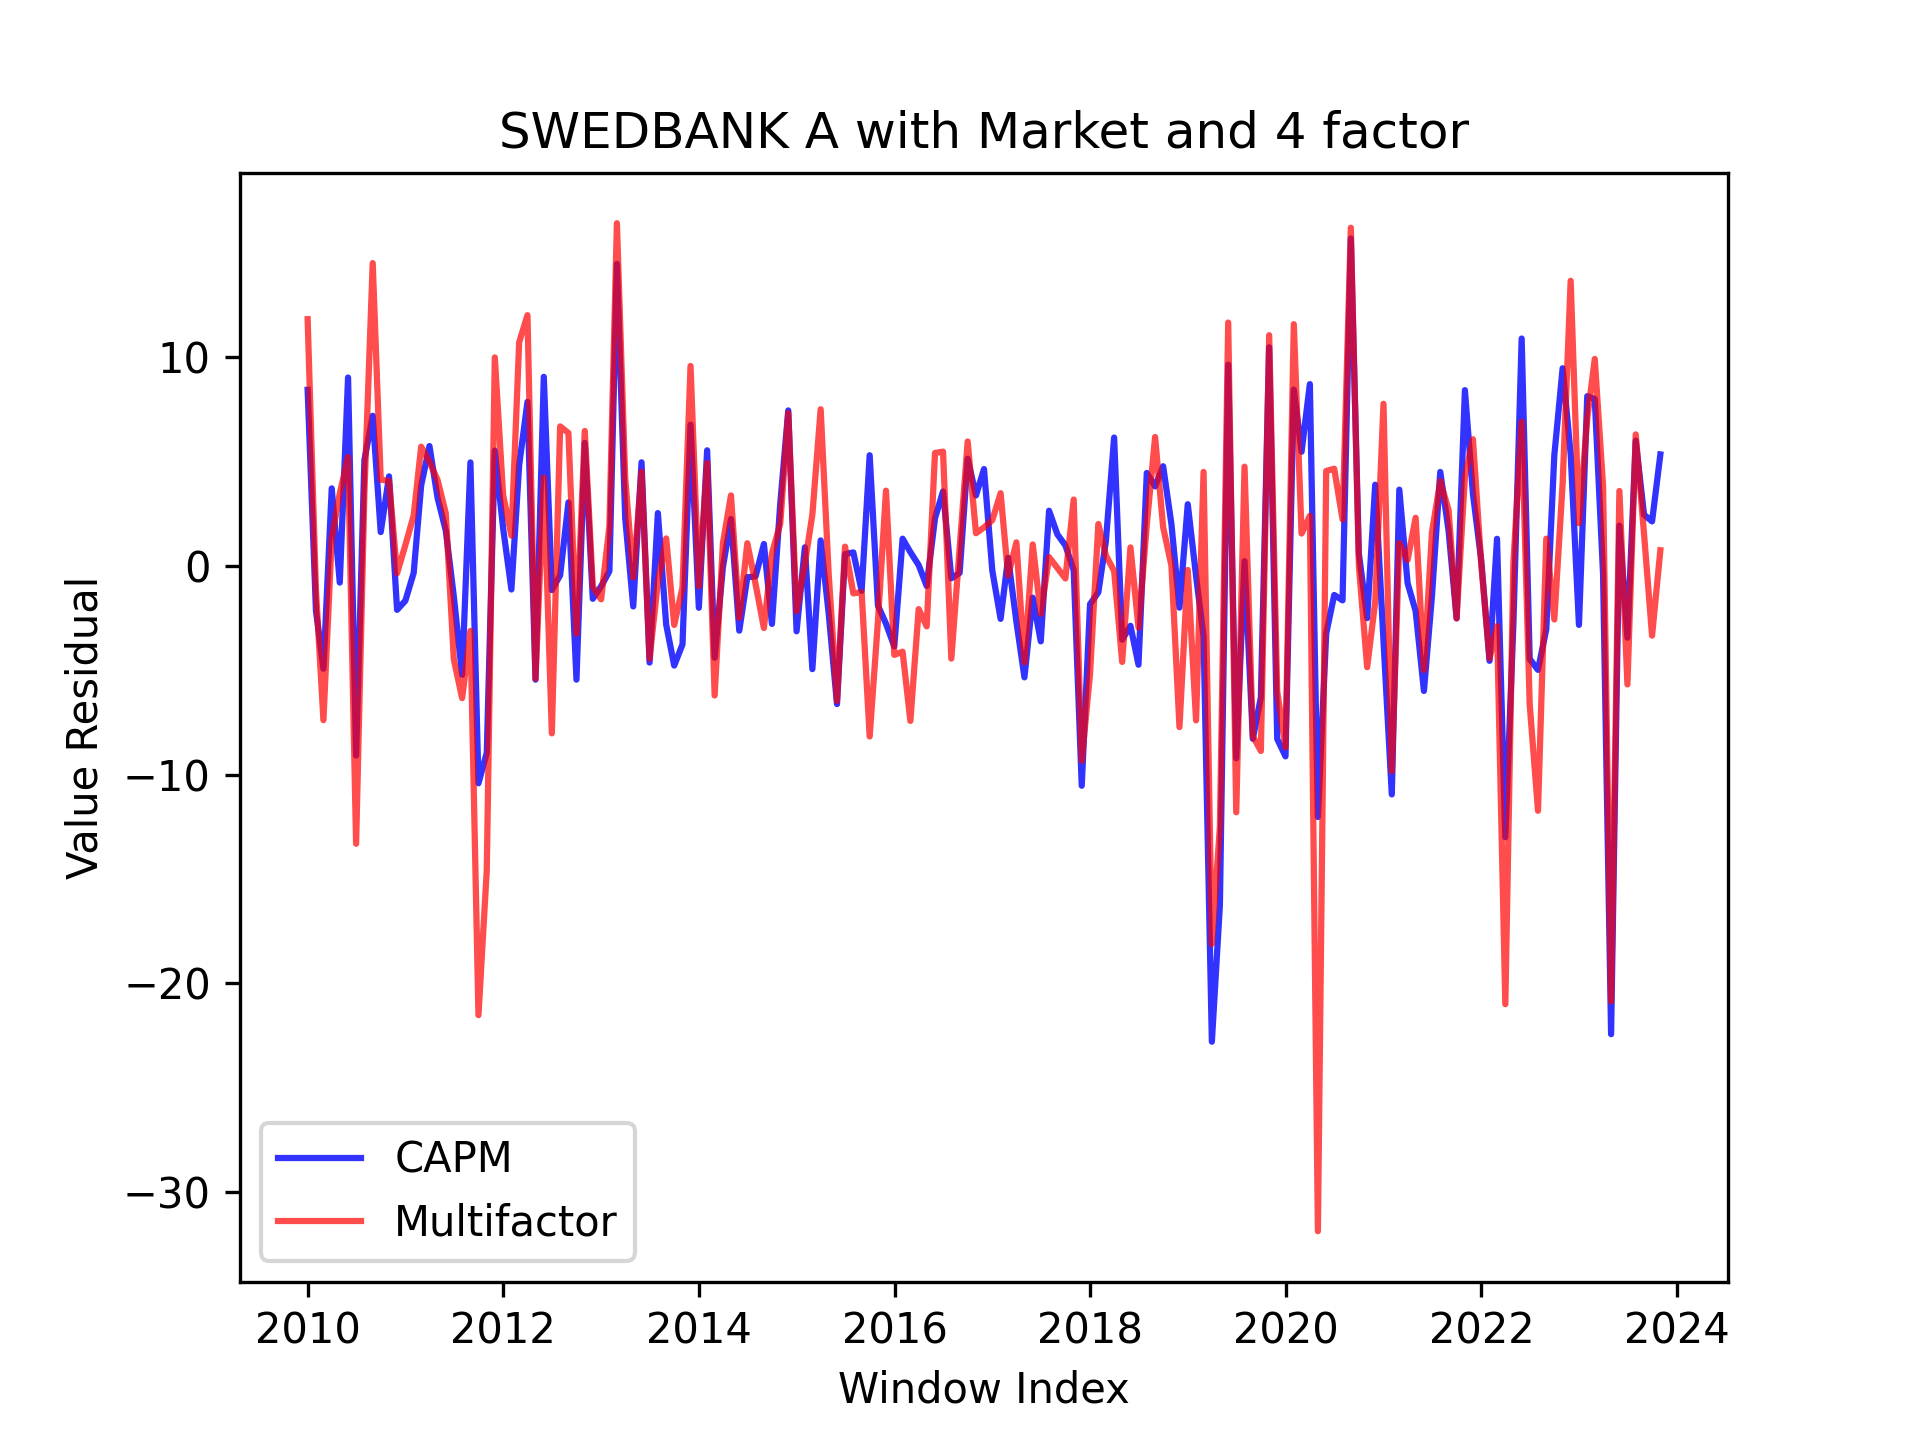 SWEDBANK A with Market and 4 factor
Value Residual
10
0
−10
−20
−30
CAPM
Multifactor
2010 2012 2014 2016 2018 2020 2022 2024
Window Index